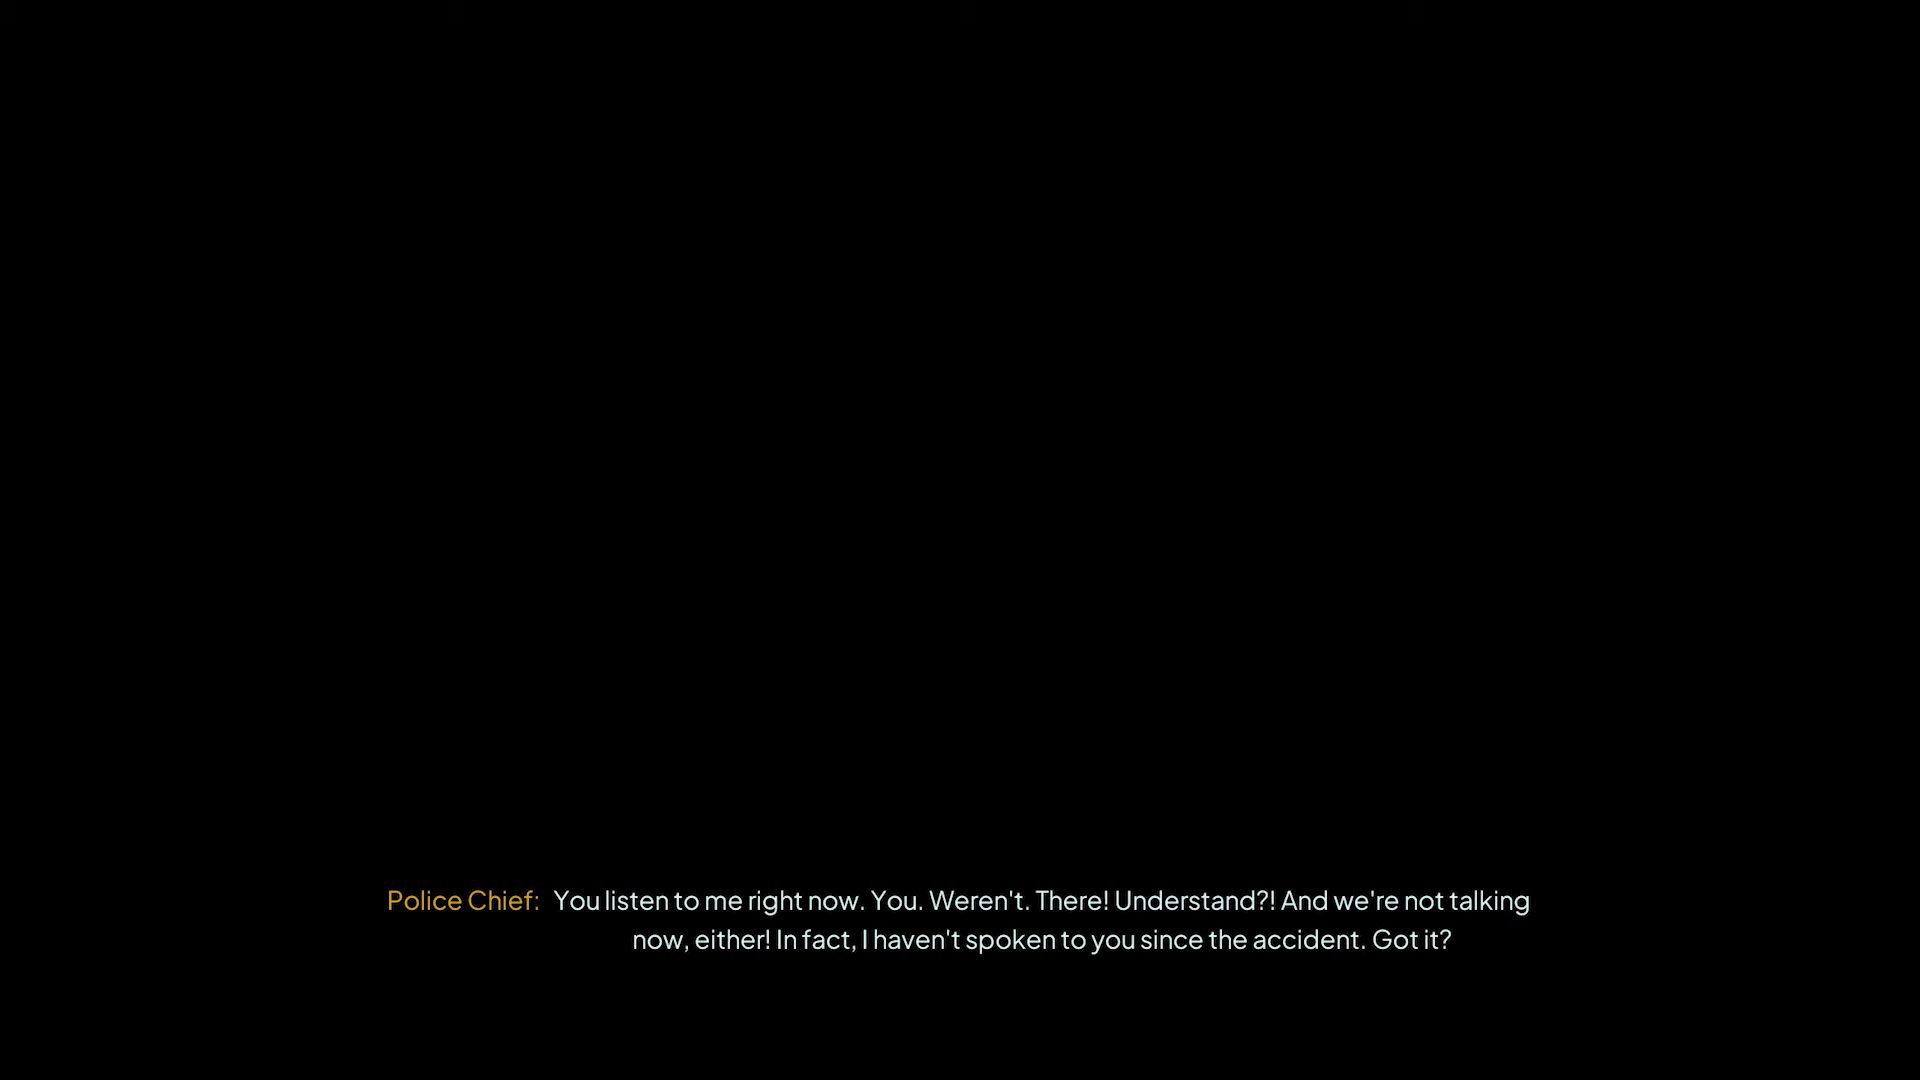 Police Chief: You listen to me right now. You. Weren't. There! Understand?! And we're not talking
now, either! In fact, I haven't spoken to you since the accident. Got it?